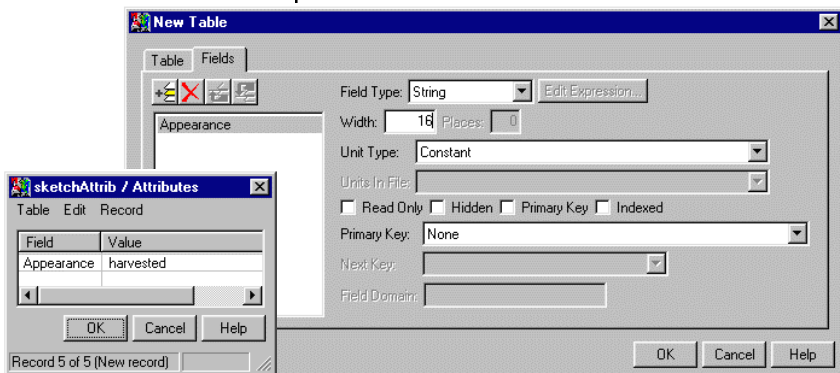 New Table
Table Fields
Field Type: String Edit Expression...
Appearance
Width: 16 Places: 0
Unit Type: Constant
Units In File:
Read Only Hidden Primary Key Indexed
Primary Key: None
Next Key:
Field Domain:
OK Cancel Help
sketchAttrib / Attributes
Table Edit Record
Field Value
Appearance harvested
OK Cancel Help
Record 5 of 5 (New record)